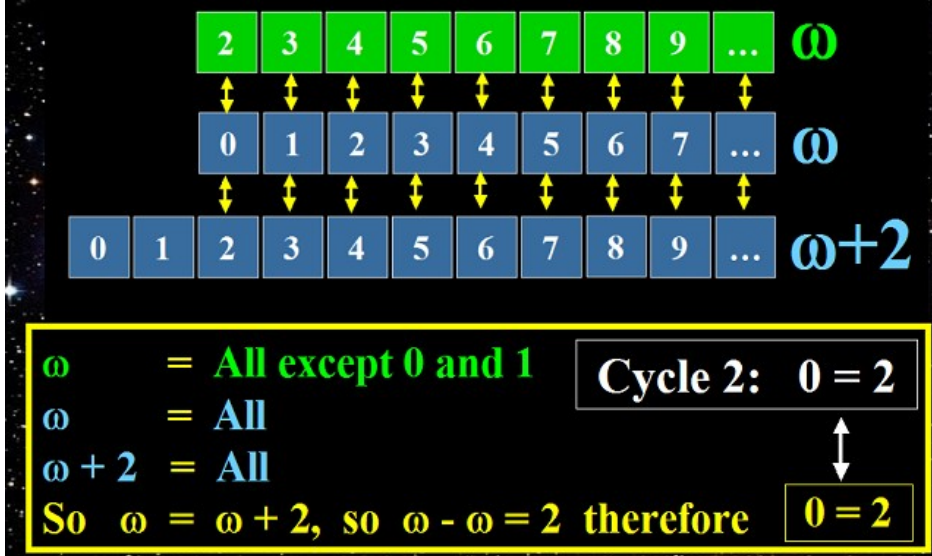 2 3 4 5 6 7 8 9 ... ω
0 1 2 3 4 5 6 7 ... ω
0 1 2 3 4 5 6 7 8 9 ... ω+2
ω = All except 0 and 1
Cycle 2: 0 = 2
ω = All
ω + 2 = All
So ω = ω + 2, so ω - ω = 2 therefore 0 = 2